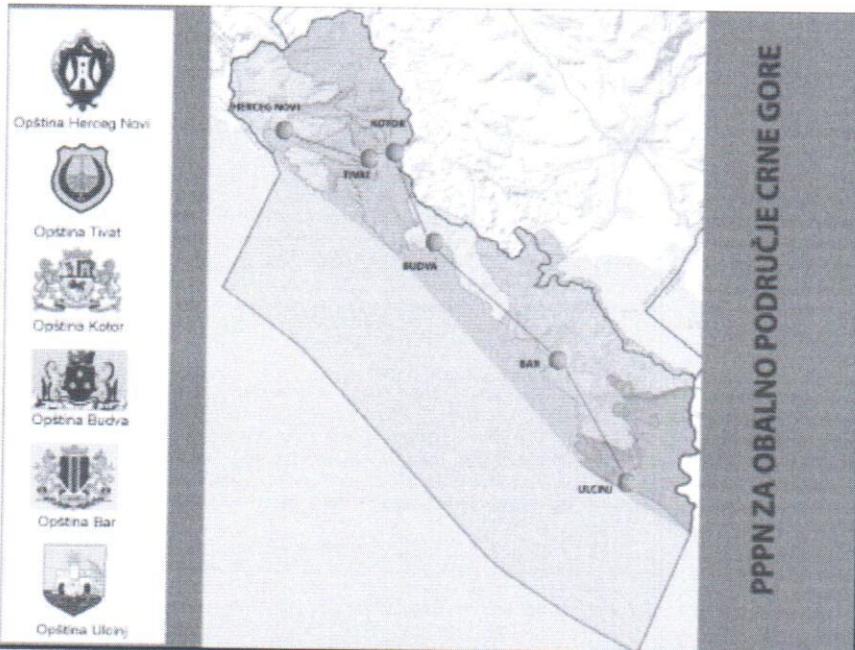 Opština Herceg Novi
Opština Tivat
Opština Kotor
Opština Budva
Opština Bar
Opština Ulcinj
HERCEG NOVI
KOTOR
TIVAT
BUDVA
BAR
ULCINJ
PPPN ZA OBALNO PODRUČJE CRNE GORE